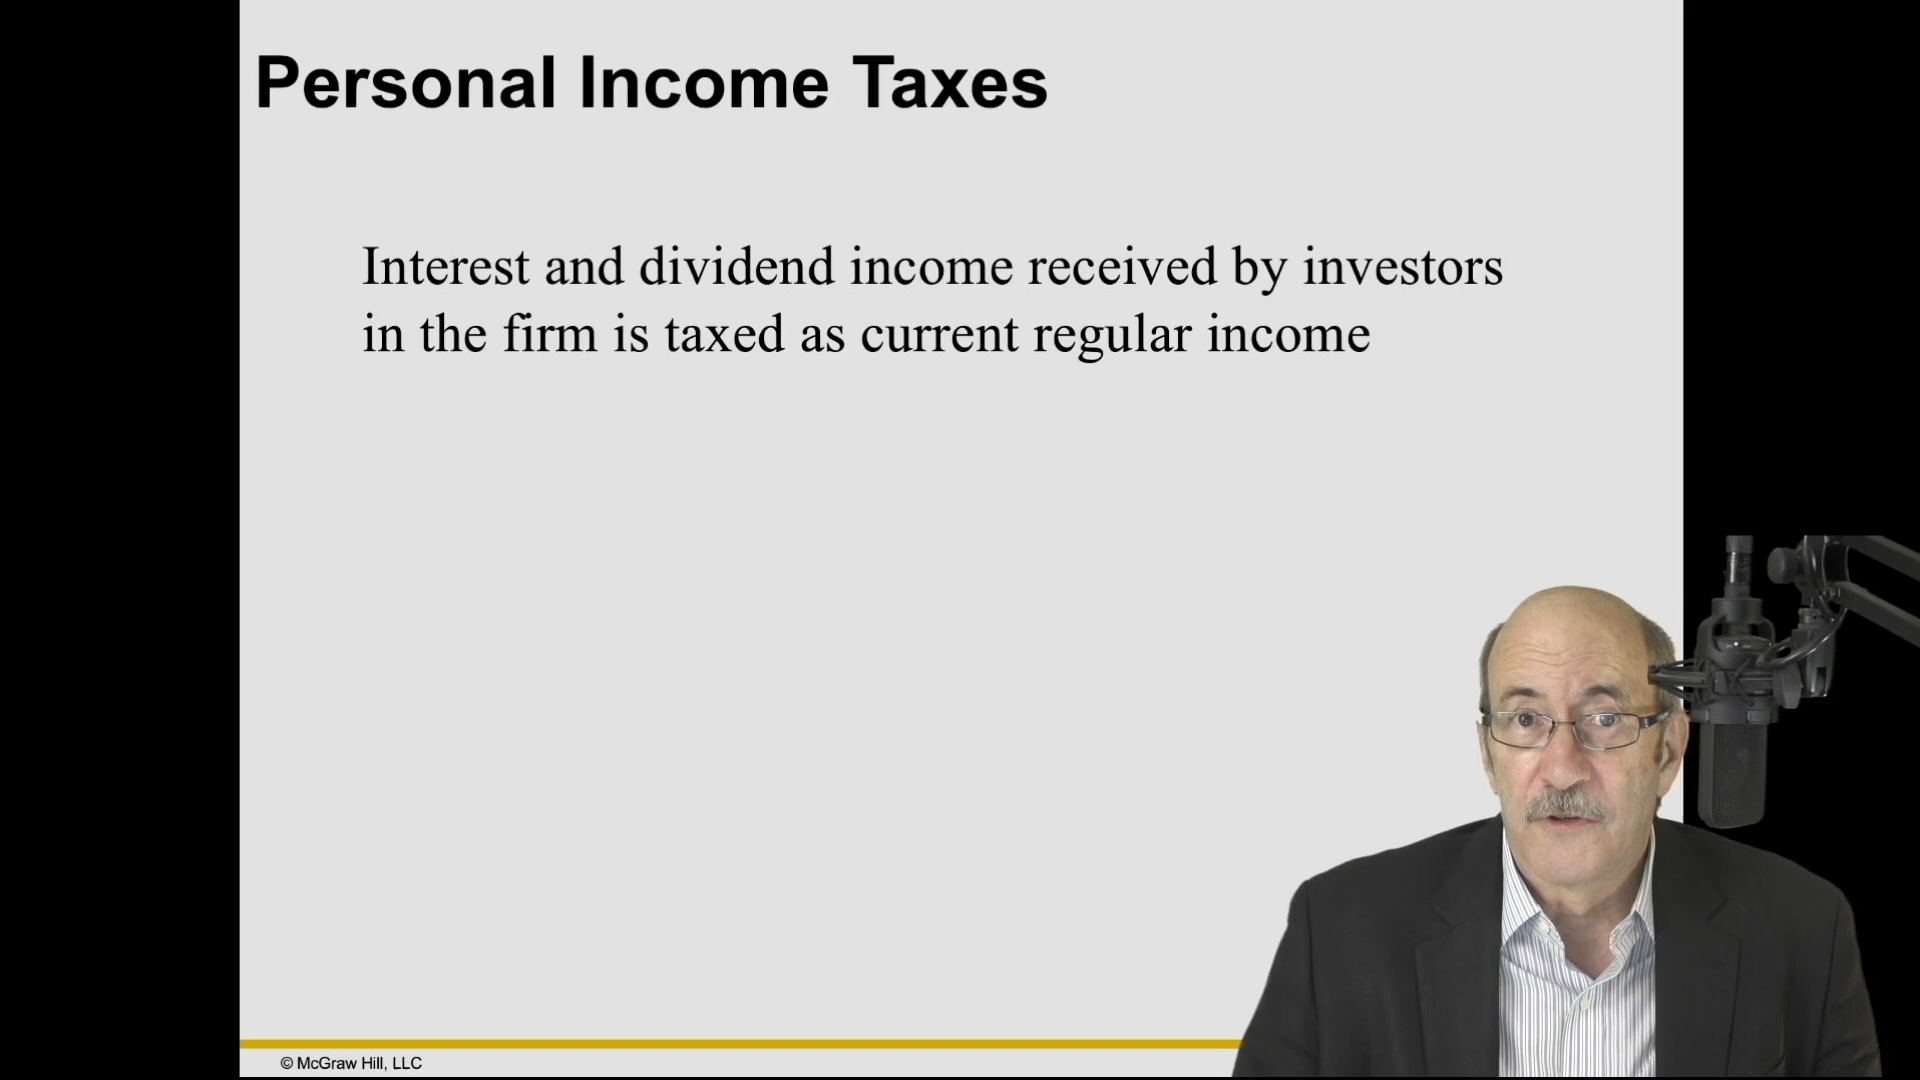 Personal Income Taxes
Interest and dividend income received by investors
in the firm is taxed as current regular income
© McGraw Hill, LLC